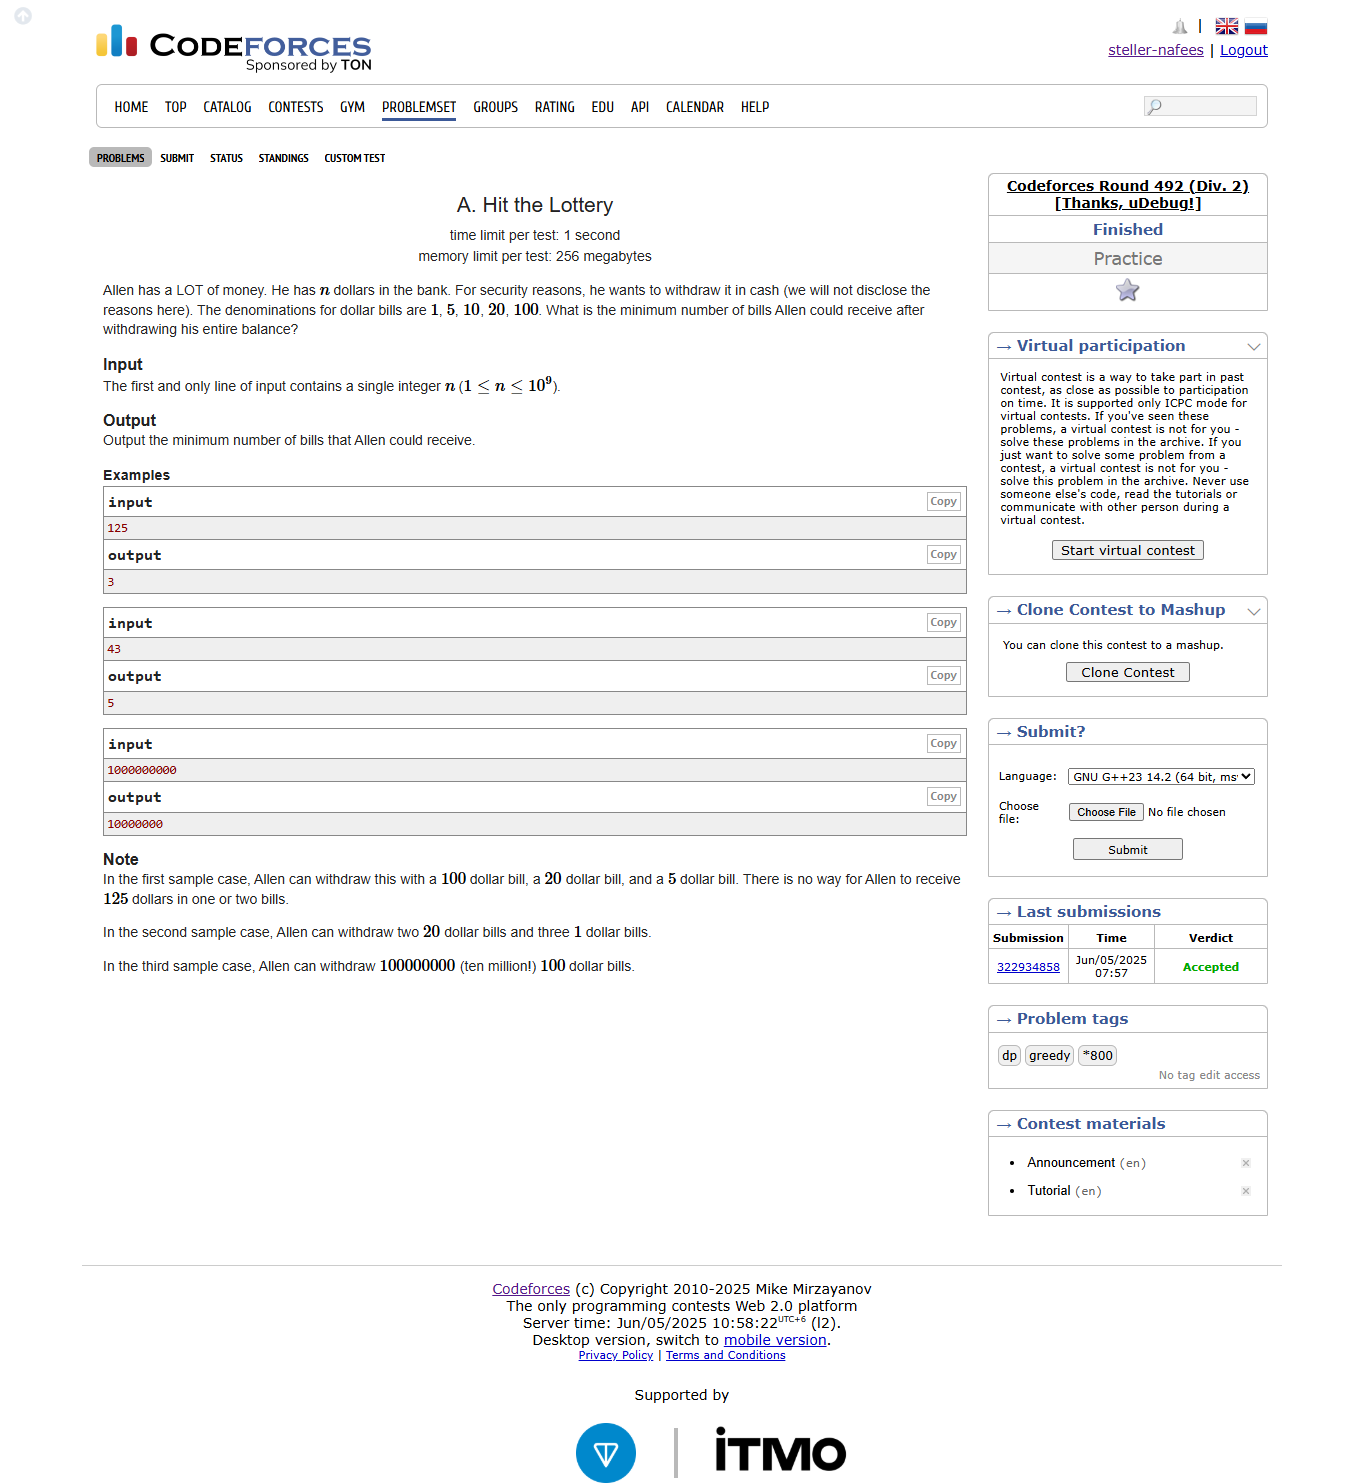 CODEFORCES
Sponsored by TON
|
steller-nafees | Logout
HOME TOP CATALOG CONTESTS GYM PROBLEMSET GROUPS RATING EDU API CALENDAR HELP
PROBLEMS SUBMIT STATUS STANDINGS CUSTOM TEST
A. Hit the Lottery
time limit per test: 1 second
memory limit per test: 256 megabytes
Allen has a LOT of money. He has n dollars in the bank. For security reasons, he wants to withdraw it in cash (we will not disclose the
reasons here). The denominations for dollar bills are 1, 5, 10, 20, 100. What is the minimum number of bills Allen could receive after
withdrawing his entire balance?
Input
The first and only line of input contains a single integer n (1 ≤ n ≤ 10⁹).
Output
Output the minimum number of bills that Allen could receive.
Examples
input Copy
125
output Copy
3
input Copy
43
output Copy
5
input Copy
1000000000
output Copy
10000000
Note
In the first sample case, Allen can withdraw this with a 100 dollar bill, a 20 dollar bill, and a 5 dollar bill. There is no way for Allen to receive
125 dollars in one or two bills.
In the second sample case, Allen can withdraw two 20 dollar bills and three 1 dollar bills.
In the third sample case, Allen can withdraw 100000000 (ten million!) 100 dollar bills.
Codeforces Round 492 (Div. 2)
[Thanks, uDebug!]
Finished
Practice
→ Virtual participation
Virtual contest is a way to take part in past
contest, as close as possible to participation
on time. It is supported only ICPC mode for
virtual contests. If you've seen these
problems, a virtual contest is not for you -
solve these problems in the archive. If you
just want to solve some problem from a
contest, a virtual contest is not for you -
solve this problem in the archive. Never use
someone else's code, read the tutorials or
communicate with other person during a
virtual contest.
Start virtual contest
→ Clone Contest to Mashup
You can clone this contest to a mashup.
Clone Contest
→ Submit?
Language: GNU G++23 14.2 (64 bit, ms
Choose
file: Choose File No file chosen
Submit
→ Last submissions
Submission Time Verdict
322934858 Jun/05/2025
07:57 Accepted
→ Problem tags
dp greedy *800
No tag edit access
→ Contest materials
• Announcement (en)
• Tutorial (en)
Codeforces (c) Copyright 2010-2025 Mike Mirzayanov
The only programming contests Web 2.0 platform
Server time: Jun/05/2025 10:58:22 UTC+6 (l2).
Desktop version, switch to mobile version.
Privacy Policy | Terms and Conditions
Supported by
iTMO